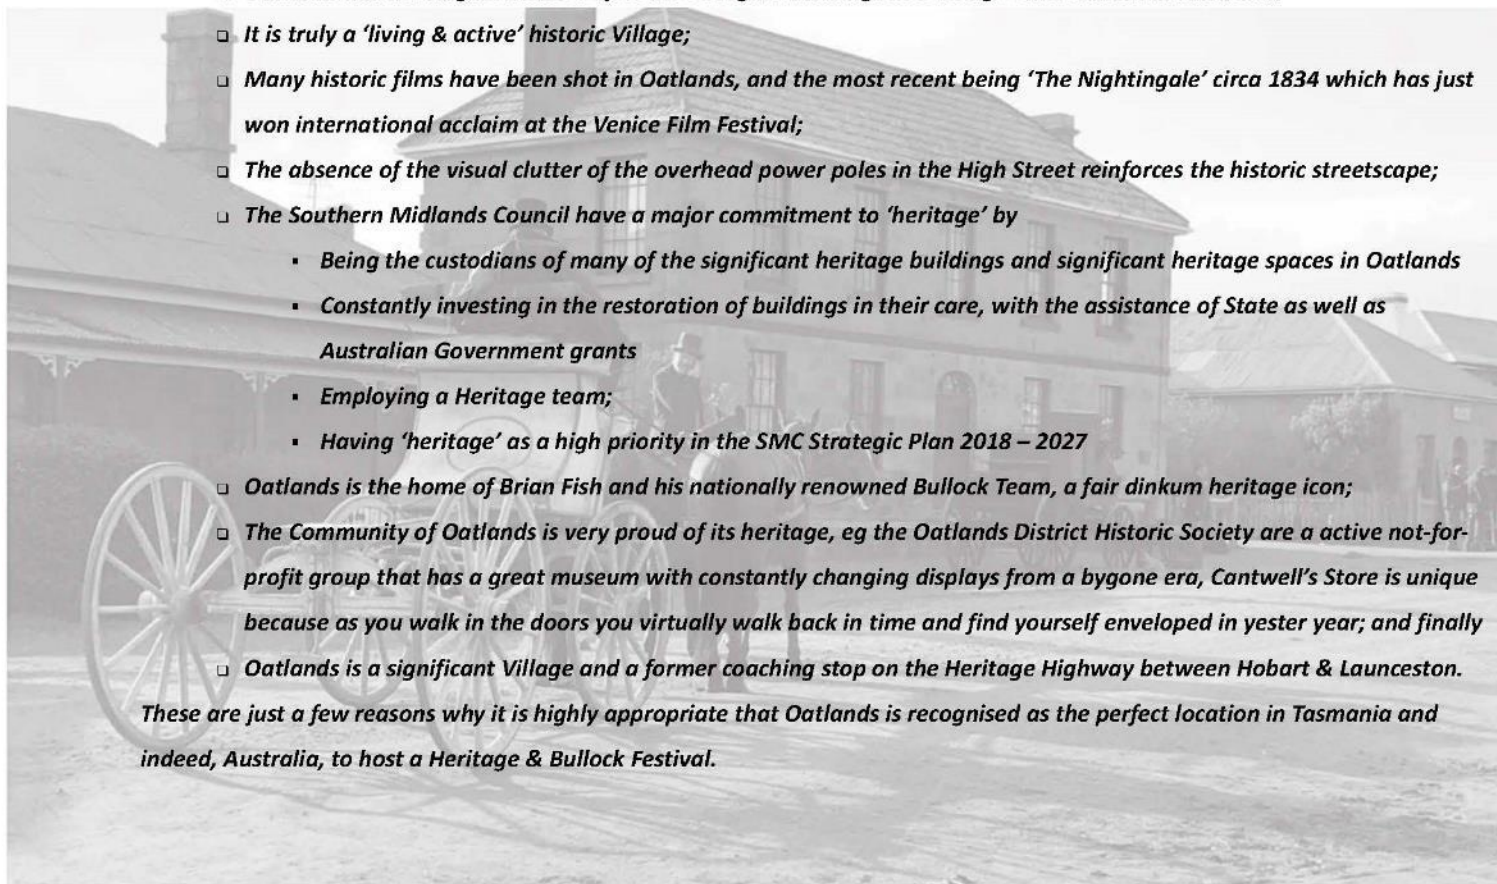 ❑ It is truly a ‘living & active’ historic Village;
❑ Many historic films have been shot in Oatlands, and the most recent being ‘The Nightingale’ circa 1834 which has just
won international acclaim at the Venice Film Festival;
❑ The absence of the visual clutter of the overhead power poles in the High Street reinforces the historic streetscape;
❑ The Southern Midlands Council have a major commitment to ‘heritage’ by
▪ Being the custodians of many of the significant heritage buildings and significant heritage spaces in Oatlands
▪ Constantly investing in the restoration of buildings in their care, with the assistance of State as well as
Australian Government grants
▪ Employing a Heritage team;
▪ Having ‘heritage’ as a high priority in the SMC Strategic Plan 2018 – 2027
❑ Oatlands is the home of Brian Fish and his nationally renowned Bullock Team, a fair dinkum heritage icon;
❑ The Community of Oatlands is very proud of its heritage, eg the Oatlands District Historic Society are a active not-for-
profit group that has a great museum with constantly changing displays from a bygone era, Cantwell’s Store is unique
because as you walk in the doors you virtually walk back in time and find yourself enveloped in yester year; and finally
❑ Oatlands is a significant Village and a former coaching stop on the Heritage Highway between Hobart & Launceston.
These are just a few reasons why it is highly appropriate that Oatlands is recognised as the perfect location in Tasmania and
indeed, Australia, to host a Heritage & Bullock Festival.